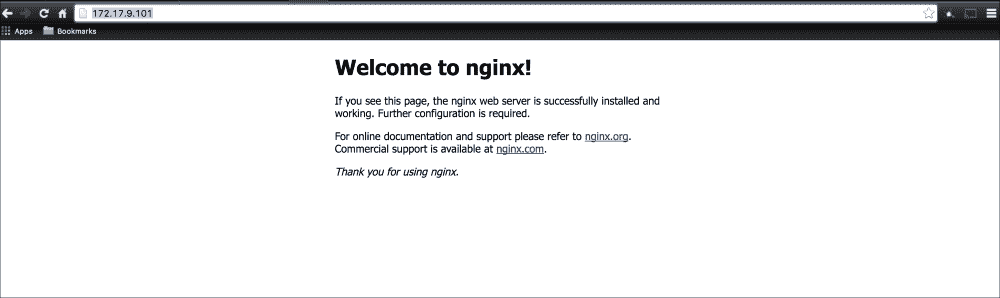 172.17.9.101
Apps Bookmarks
Welcome to nginx!
If you see this page, the nginx web server is successfully installed and
working. Further configuration is required.
For online documentation and support please refer to nginx.org.
Commercial support is available at nginx.com.
Thank you for using nginx.